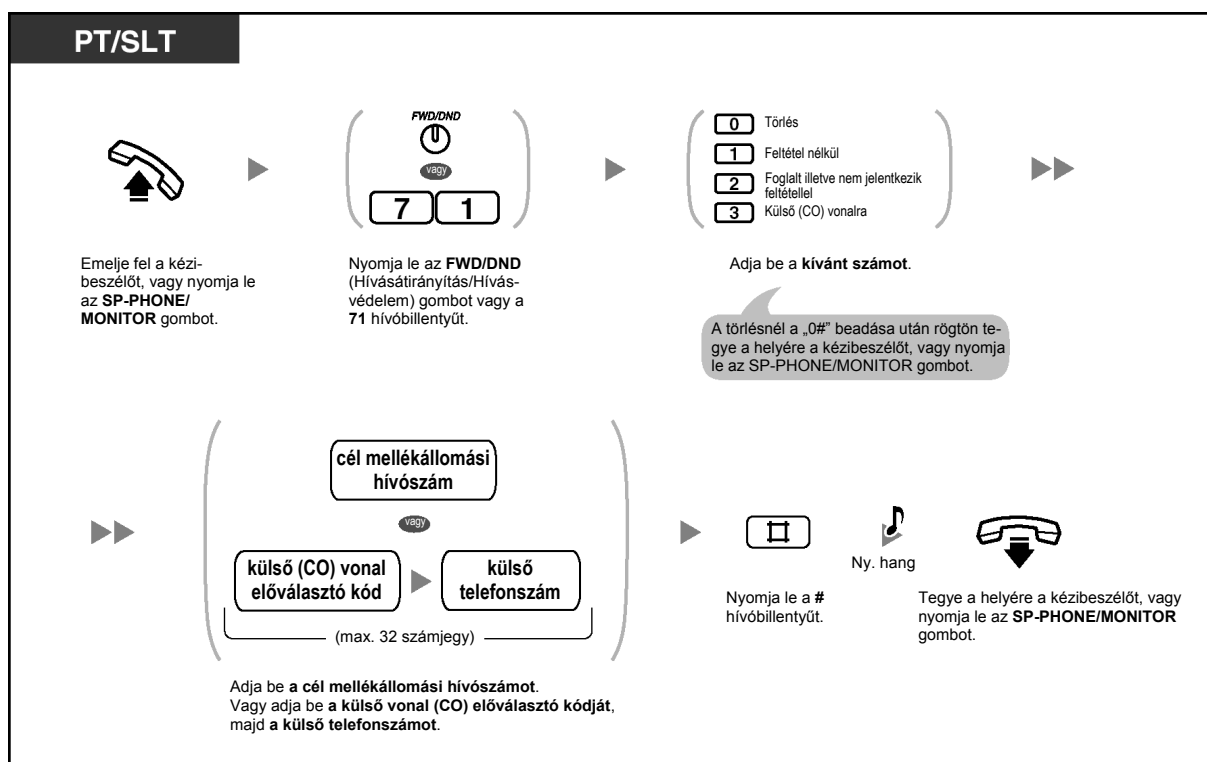 PT/SLT
Emelje fel a kézi-
beszélőt, vagy nyomja le
az SP-PHONE/
MONITOR gombot.
FWD/DND
vagy
7 1
Nyomja le az FWD/DND
(Hívásátirányítás/Hívás-
védelem) gombot vagy a
71 hívóbillentyűt.
0 Törlés
1 Feltétel nélkül
2 Foglalt illetve nem jelentkezik
feltétellel
3 Külső (CO) vonalra
Adja be a kívánt számot.
A törlésnél a „0#” beadása után rögtön te-
gye a helyére a kézibeszélőt, vagy nyomja
le az SP-PHONE/MONITOR gombot.
cél mellékállomási
hívószám
vagy
külső (CO) vonal
előválasztó kód
külső
telefonszám
(max. 32 számjegy)
Adja be a cél mellékállomási hívószámot.
Vagy adja be a külső vonal (CO) előválasztó kódját,
majd a külső telefonszámot.
Nyomja le a #
hívóbillentyűt.
Ny. hang
Tegye a helyére a kézibeszélőt, vagy
nyomja le az SP-PHONE/MONITOR
gombot.